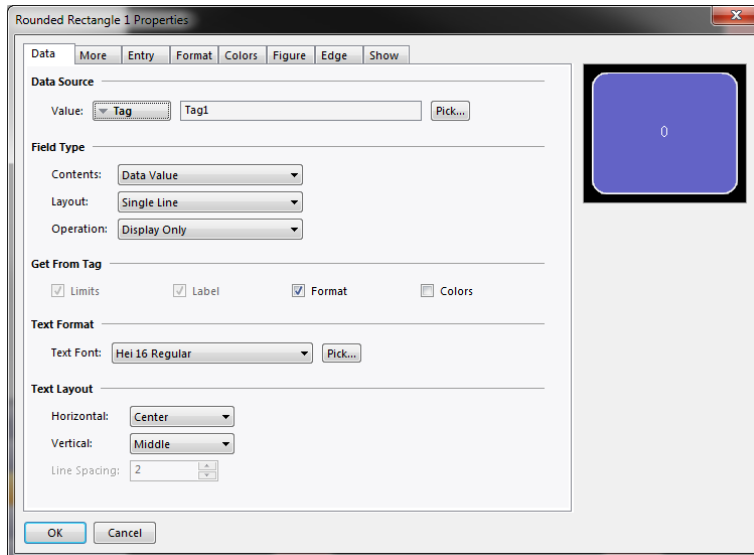 Rounded Rectangle 1 Properties
Data More Entry Format Colors Figure Edge Show
Data Source
Value: Tag Tag1 Pick...
0
Field Type
Contents: Data Value
Layout: Single Line
Operation: Display Only
Get From Tag
Limits Label Format Colors
Text Format
Text Font: Hei 16 Regular Pick...
Text Layout
Horizontal: Center
Vertical: Middle
Line Spacing: 2
OK Cancel